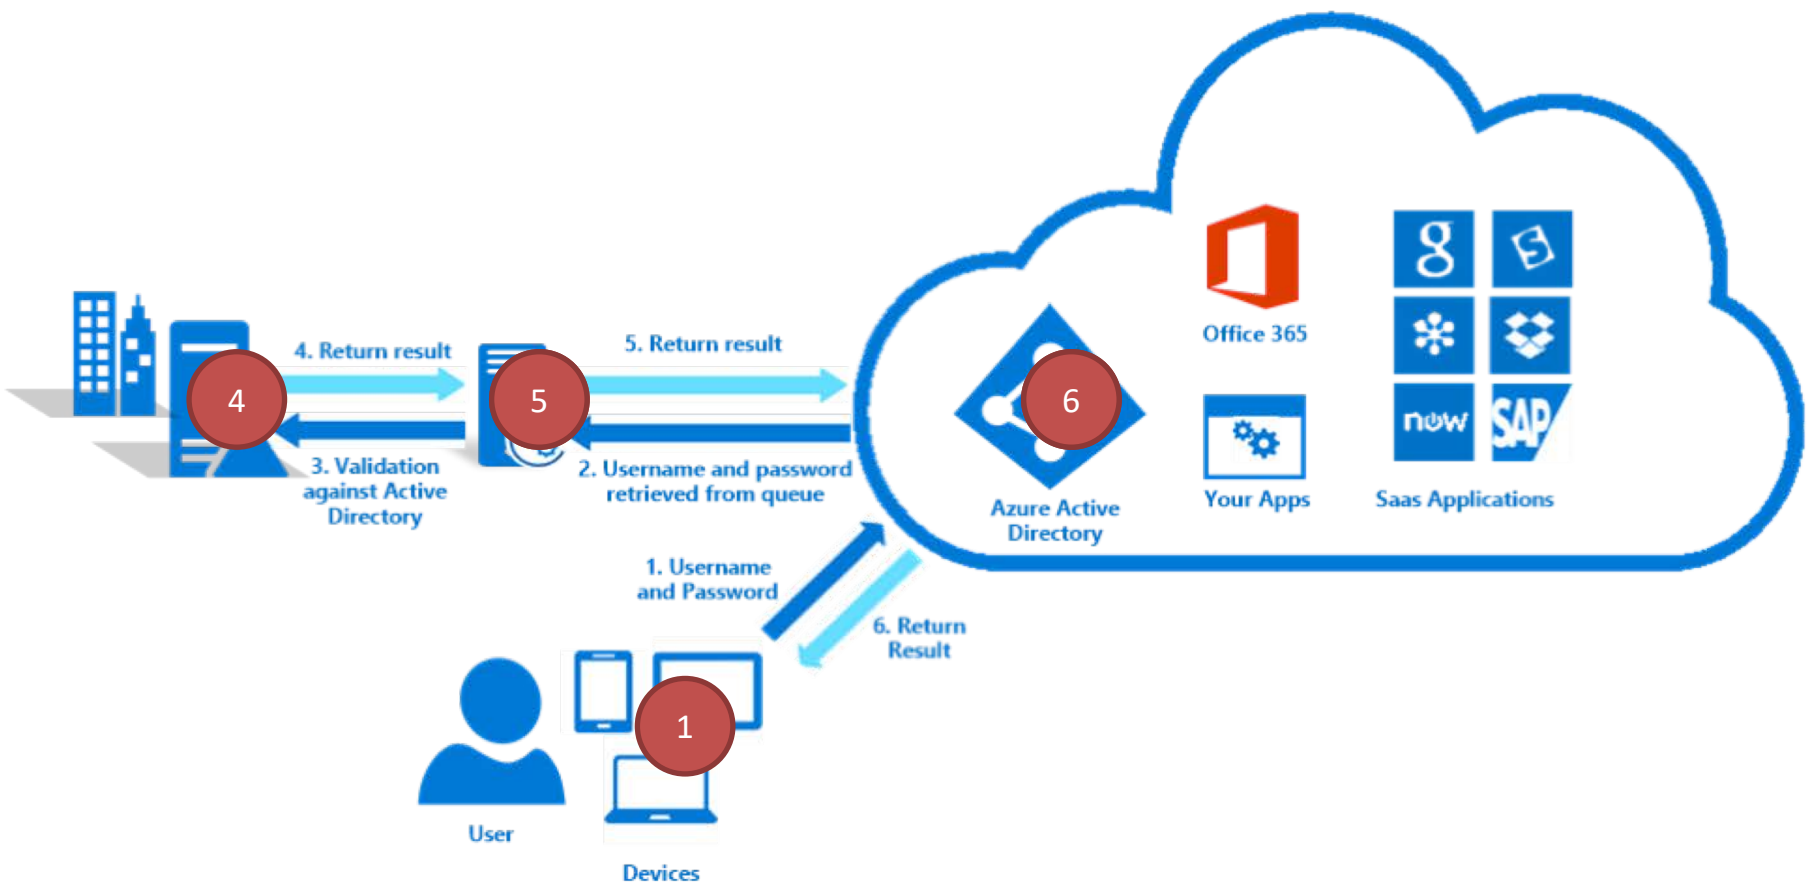 g
S
Office 365
4. Return result
5. Return result
4
5
6
now
SAP
3. Validation
against Active
Directory
2. Username and password
retrieved from queue
Azure Active
Directory
Your Apps
Saas Applications
1. Username
and Password
6. Return
Result
1
User
Devices